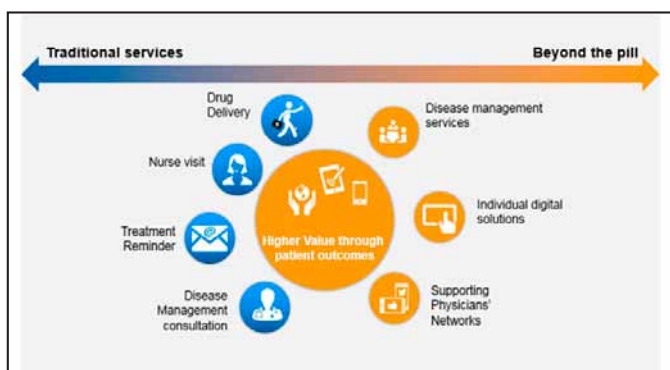 Traditional services
Beyond the pill
Drug
Delivery
Nurse visit
Treatment
Reminder
Disease
Management
consultation
Higher Value through
patient outcomes
Disease management
services
Individual digital
solutions
Supporting
Physicians'
Networks